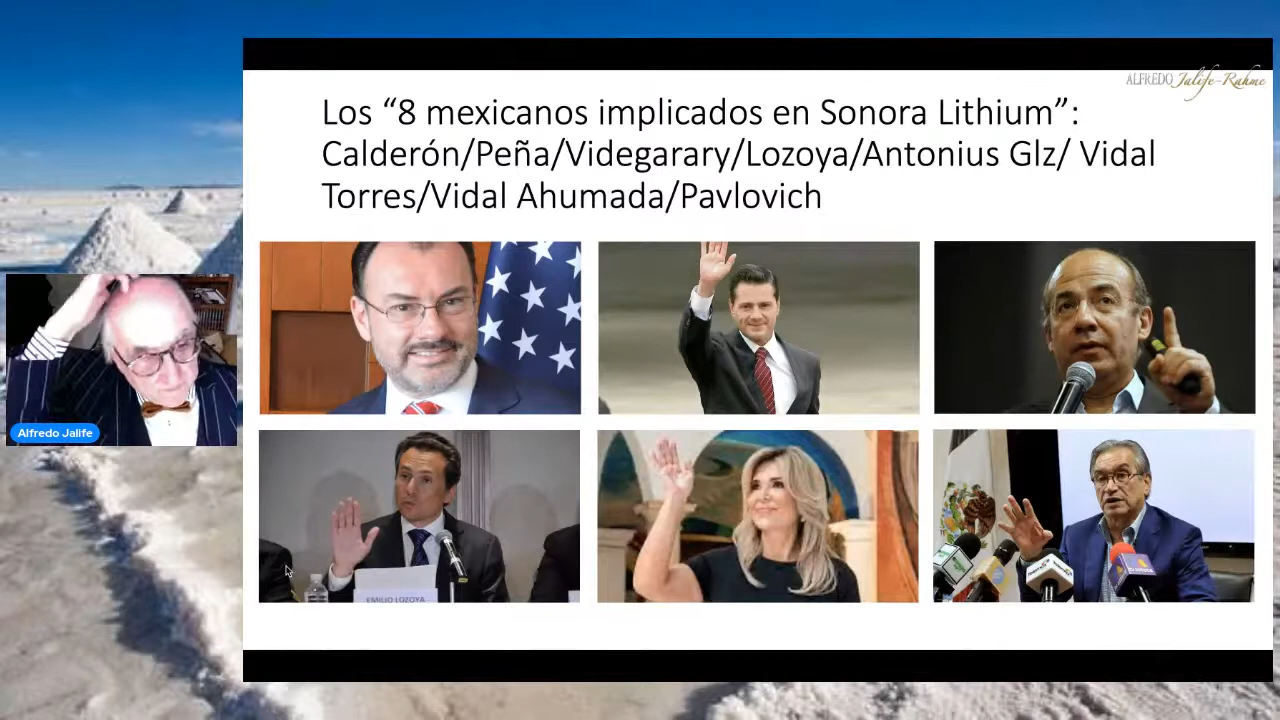 ALFREDO Jalife-Rahme
Los “8 mexicanos implicados en Sonora Lithium”:
Calderón/Peña/Videgarary/Lozoya/Antonius Glz/ Vidal
Torres/Vidal Ahumada/Pavlovich
Alfredo Jalife
EMILIO LOZOYA